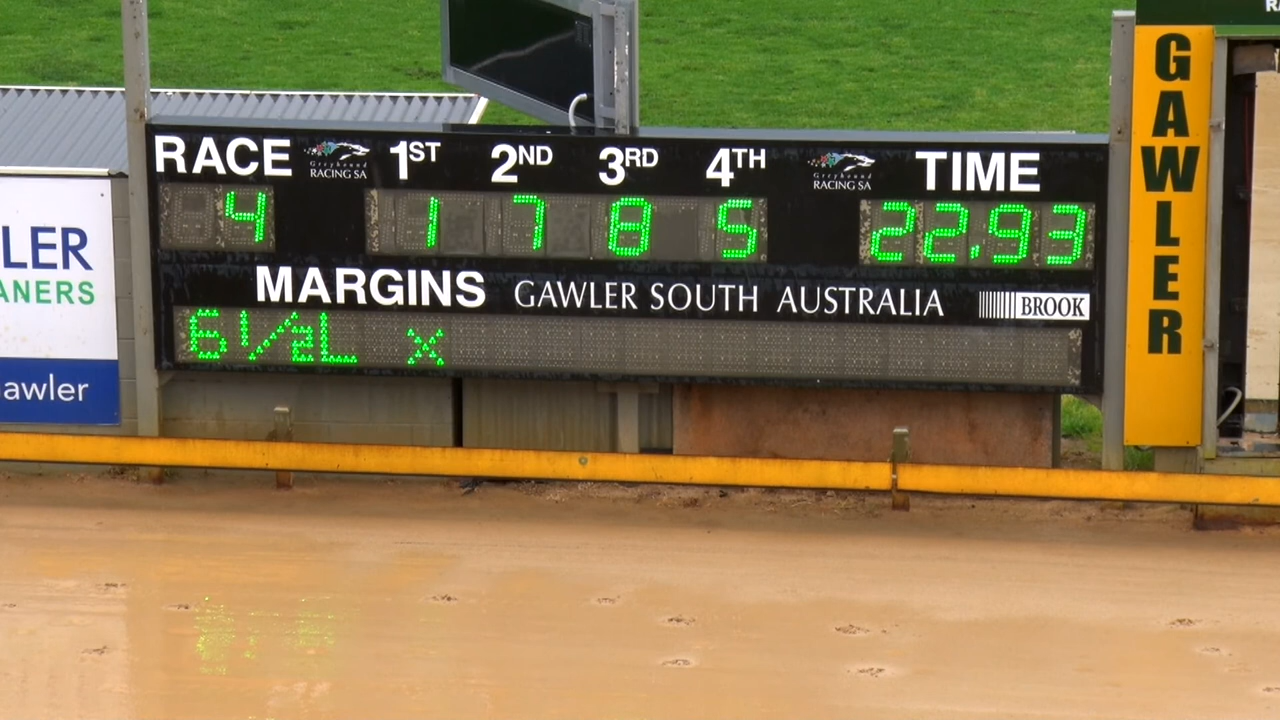 RACE Greyhound RACING SA 1ST 2ND 3RD 4TH Greyhound RACING SA TIME
4 1 7 8 5 22.93
MARGINS GAWLER SOUTH AUSTRALIA BROOK
6 1/2L x
LER
ANERS
awler
GAWLER